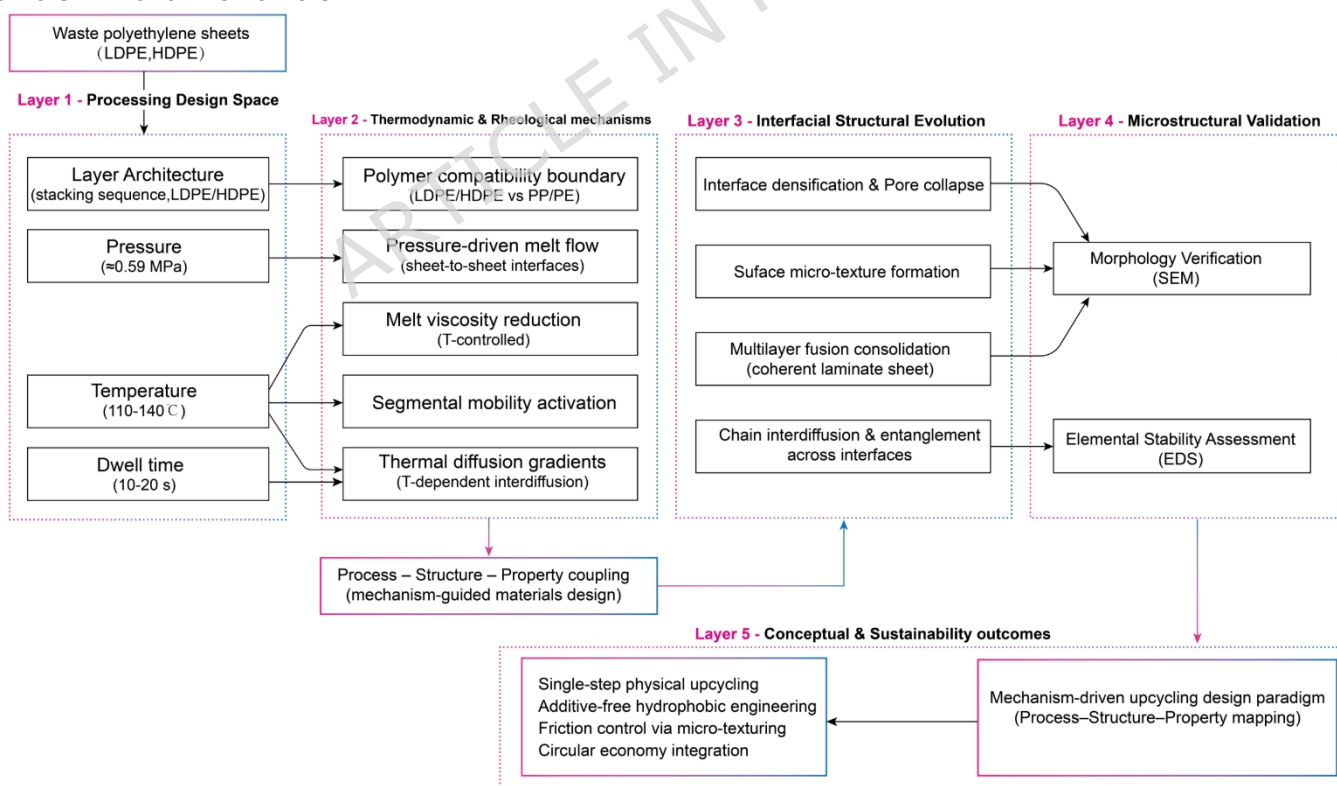 Waste polyethylene sheets
(LDPE,HDPE)
Layer 1 - Processing Design Space
Layer Architecture
(stacking sequence,LDPE/HDPE)
Pressure
(≈0.59 MPa)
Temperature
(110-140℃)
Dwell time
(10-20 s)
Layer 2 - Thermodynamic & Rheological mechanisms
Polymer compatibility boundary
(LDPE/HDPE vs PP/PE)
Pressure-driven melt flow
(sheet-to-sheet interfaces)
Melt viscosity reduction
(T-controlled)
Segmental mobility activation
Thermal diffusion gradients
(T-dependent interdiffusion)
Process – Structure – Property coupling
(mechanism-guided materials design)
Layer 3 - Interfacial Structural Evolution
Interface densification & Pore collapse
Suface micro-texture formation
Multilayer fusion consolidation
(coherent laminate sheet)
Chain interdiffusion & entanglement
across interfaces
Layer 4 - Microstructural Validation
Morphology Verification
(SEM)
Elemental Stability Assessment
(EDS)
Layer 5 - Conceptual & Sustainability outcomes
Single-step physical upcycling
Additive-free hydrophobic engineering
Friction control via micro-texturing
Circular economy integration
Mechanism-driven upcycling design paradigm
(Process–Structure–Property mapping)
ARTICLE IN